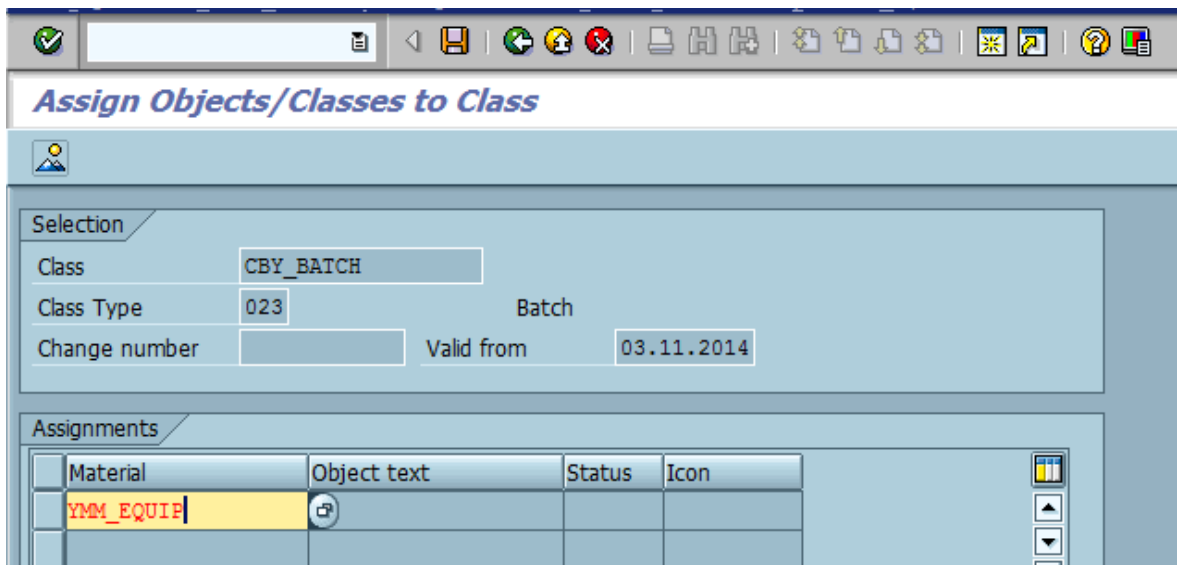 Assign Objects/Classes to Class
Selection
Class CBY_BATCH
Class Type 023 Batch
Change number Valid from 03.11.2014
Assignments
Material Object text Status Icon
YMM_EQUIP